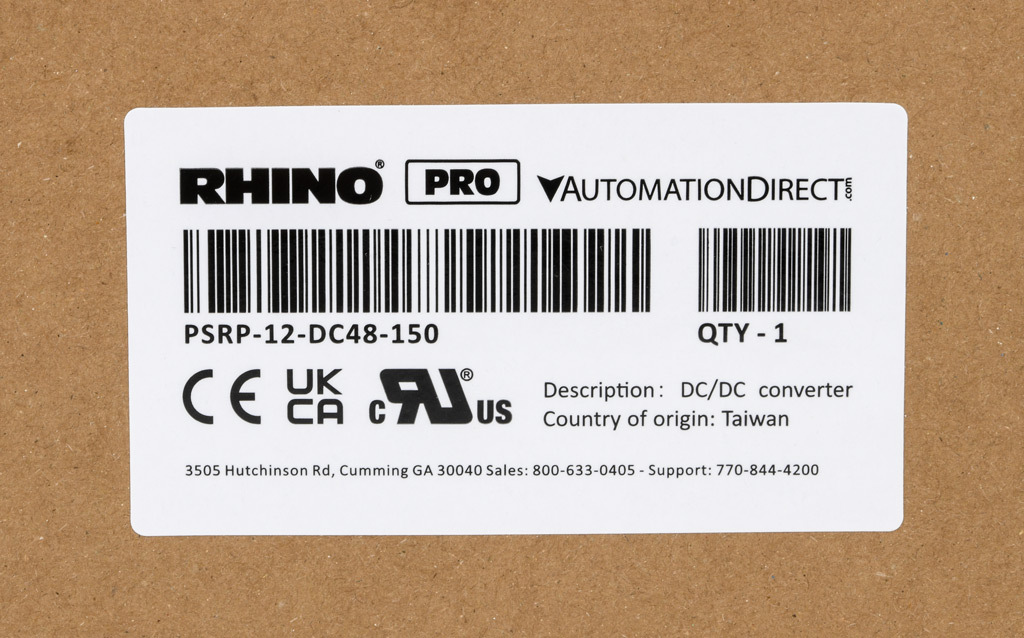 RHINO® PRO AUTOMATIONDIRECT.com
PSRP-12-DC48-150 QTY - 1
CE UK CA c RU® US
Description: DC/DC converter
Country of origin: Taiwan
3505 Hutchinson Rd, Cumming GA 30040 Sales: 800-633-0405 - Support: 770-844-4200